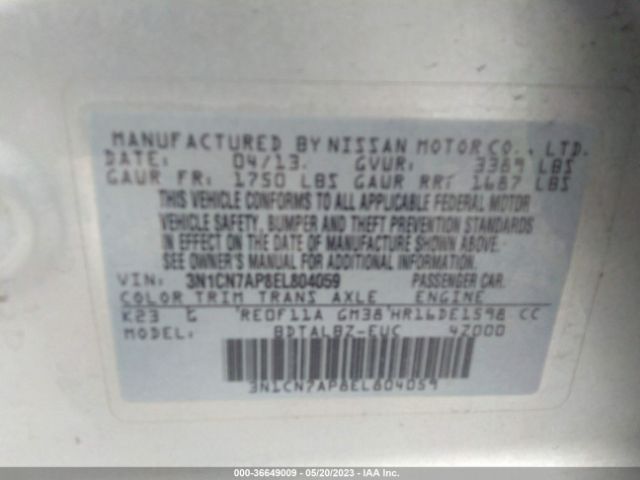 MANUFACTURED BY NISSAN MOTOR CO., LTD.
DATE: 04/13. GVWR: 3389 LBS
GAWR FR: 1750 LBS GAWR RR: 1687 LBS
THIS VEHICLE CONFORMS TO ALL APPLICABLE FEDERAL MOTOR
VEHICLE SAFETY, BUMPER AND THEFT PREVENTION STANDARDS
IN EFFECT ON THE DATE OF MANUFACTURE SHOWN ABOVE.
SEE OWNER'S MANUAL FOR ADDITIONAL INFORMATION.
VIN: 3N1CN7AP8EL804059 PASSENGER CAR.
COLOR TRIM TRANS AXLE ENGINE
K23 G RE0F11A GM38 HR16DE1598 CC
MODEL: BDTALBZ-EUC 4Z000
3N1CN7AP8EL804059
000-36649009 - 05/20/2023 - IAA Inc.